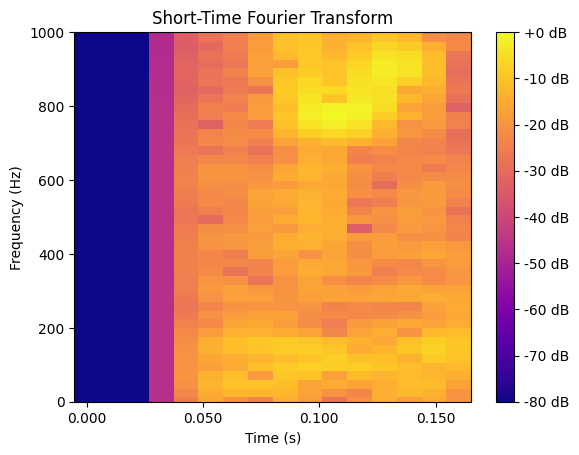 Short-Time Fourier Transform
Frequency (Hz)
1000
800
600
400
200
0
0.000
0.050
0.100
0.150
Time (s)
+0 dB
-10 dB
-20 dB
-30 dB
-40 dB
-50 dB
-60 dB
-70 dB
-80 dB